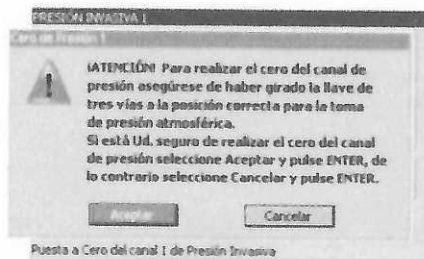 PRESIÓN INVASIVA 1
Cero de Presión 1
¡ATENCIÓN! Para realizar el cero del canal de
presión asegúrese de haber girado la llave de
tres vías a la posición correcta para la toma
de presión atmosférica.
Si está Ud. seguro de realizar el cero del canal
de presión seleccione Aceptar y pulse ENTER, de
lo contrario seleccione Cancelar y pulse ENTER.
Aceptar
Cancelar
Puesta a Cero del canal 1 de Presión Invasiva